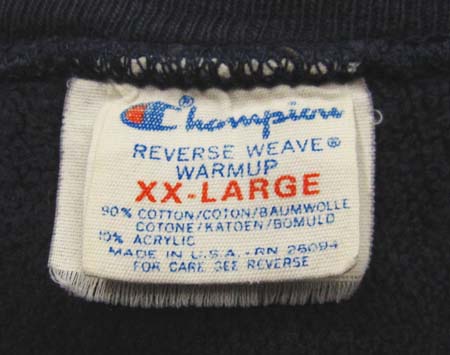 Champion®
REVERSE WEAVE®
WARMUP
XX-LARGE
90% COTTON/COTON/BAUMWOLLE
COTONE/KATOEN/BOMULD
10% ACRYLIC
MADE IN U.S.A.-RN 26094
FOR CARE SEE REVERSE